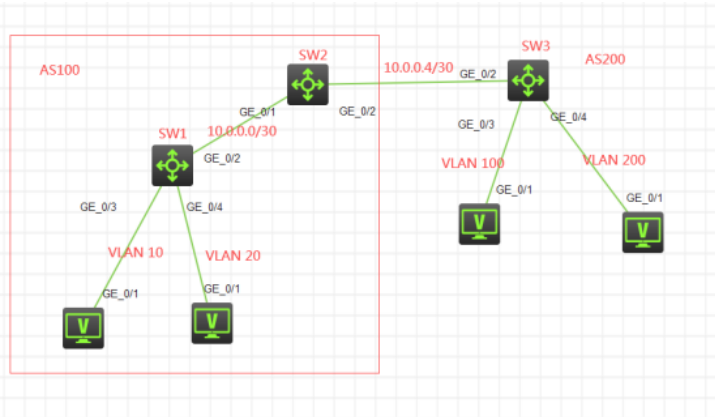 SW3
SW2
AS200
AS100
10.0.0.4/30
GE_0/2
GE_0/1
GE_0/2
GE_0/4
GE_0/3
SW1
10.0.0.0/30
GE_0/2
VLAN 100
VLAN 200
GE_0/1
GE_0/1
GE_0/3
GE_0/4
VLAN 10
VLAN 20
GE_0/1
GE_0/1
V
V
V
V